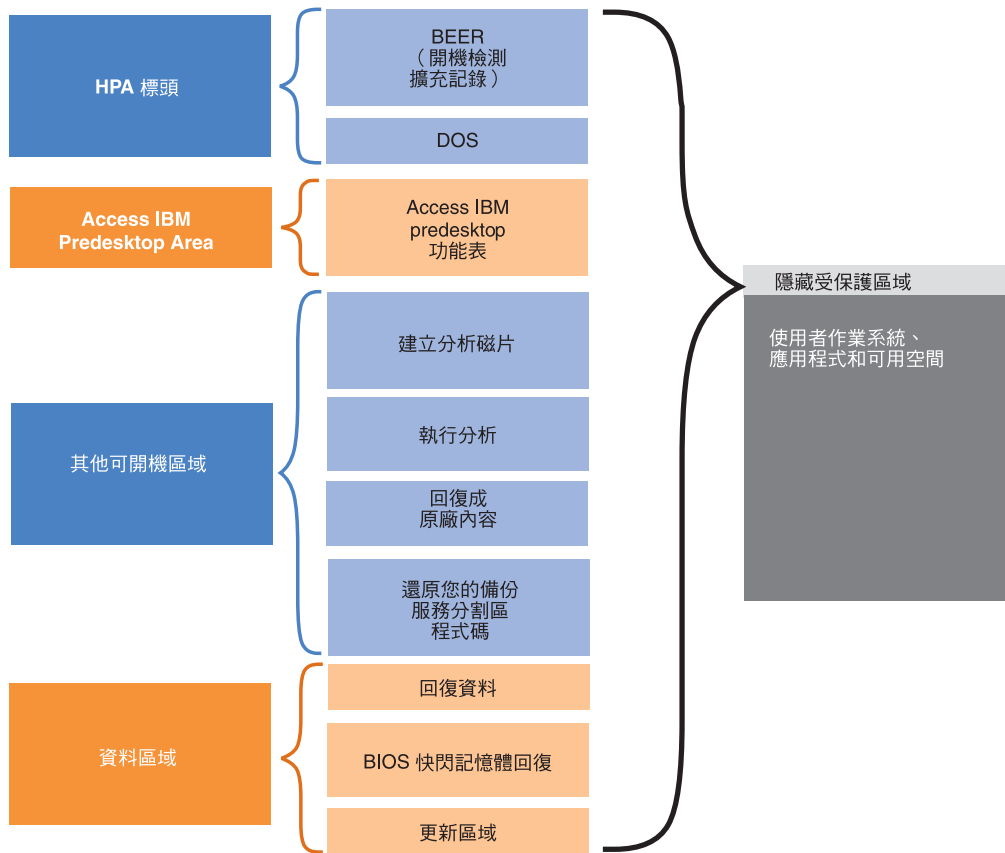 HPA 標頭
BEER
（開機檢測
擴充記錄）
DOS
Access IBM
Predesktop Area
Access IBM
predesktop
功能表
其他可開機區域
建立分析磁片
執行分析
回復成
原廠內容
還原您的備份
服務分割區
程式碼
資料區域
回復資料
BIOS 快閃記憶體回復
更新區域
隱藏受保護區域
使用者作業系統、
應用程式和可用空間